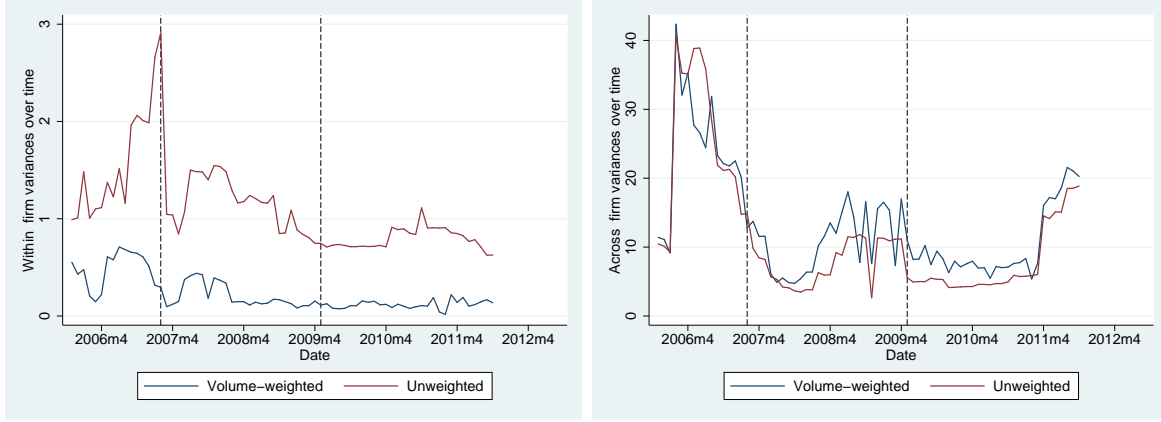 Within firm variances over time
3
2
1
0
2006m4 2007m4 2008m4 2009m4 2010m4 2011m4 2012m4
Date
Volume−weighted Unweighted
Across firm variances over time
40
30
20
10
0
2006m4 2007m4 2008m4 2009m4 2010m4 2011m4 2012m4
Date
Volume−weighted Unweighted